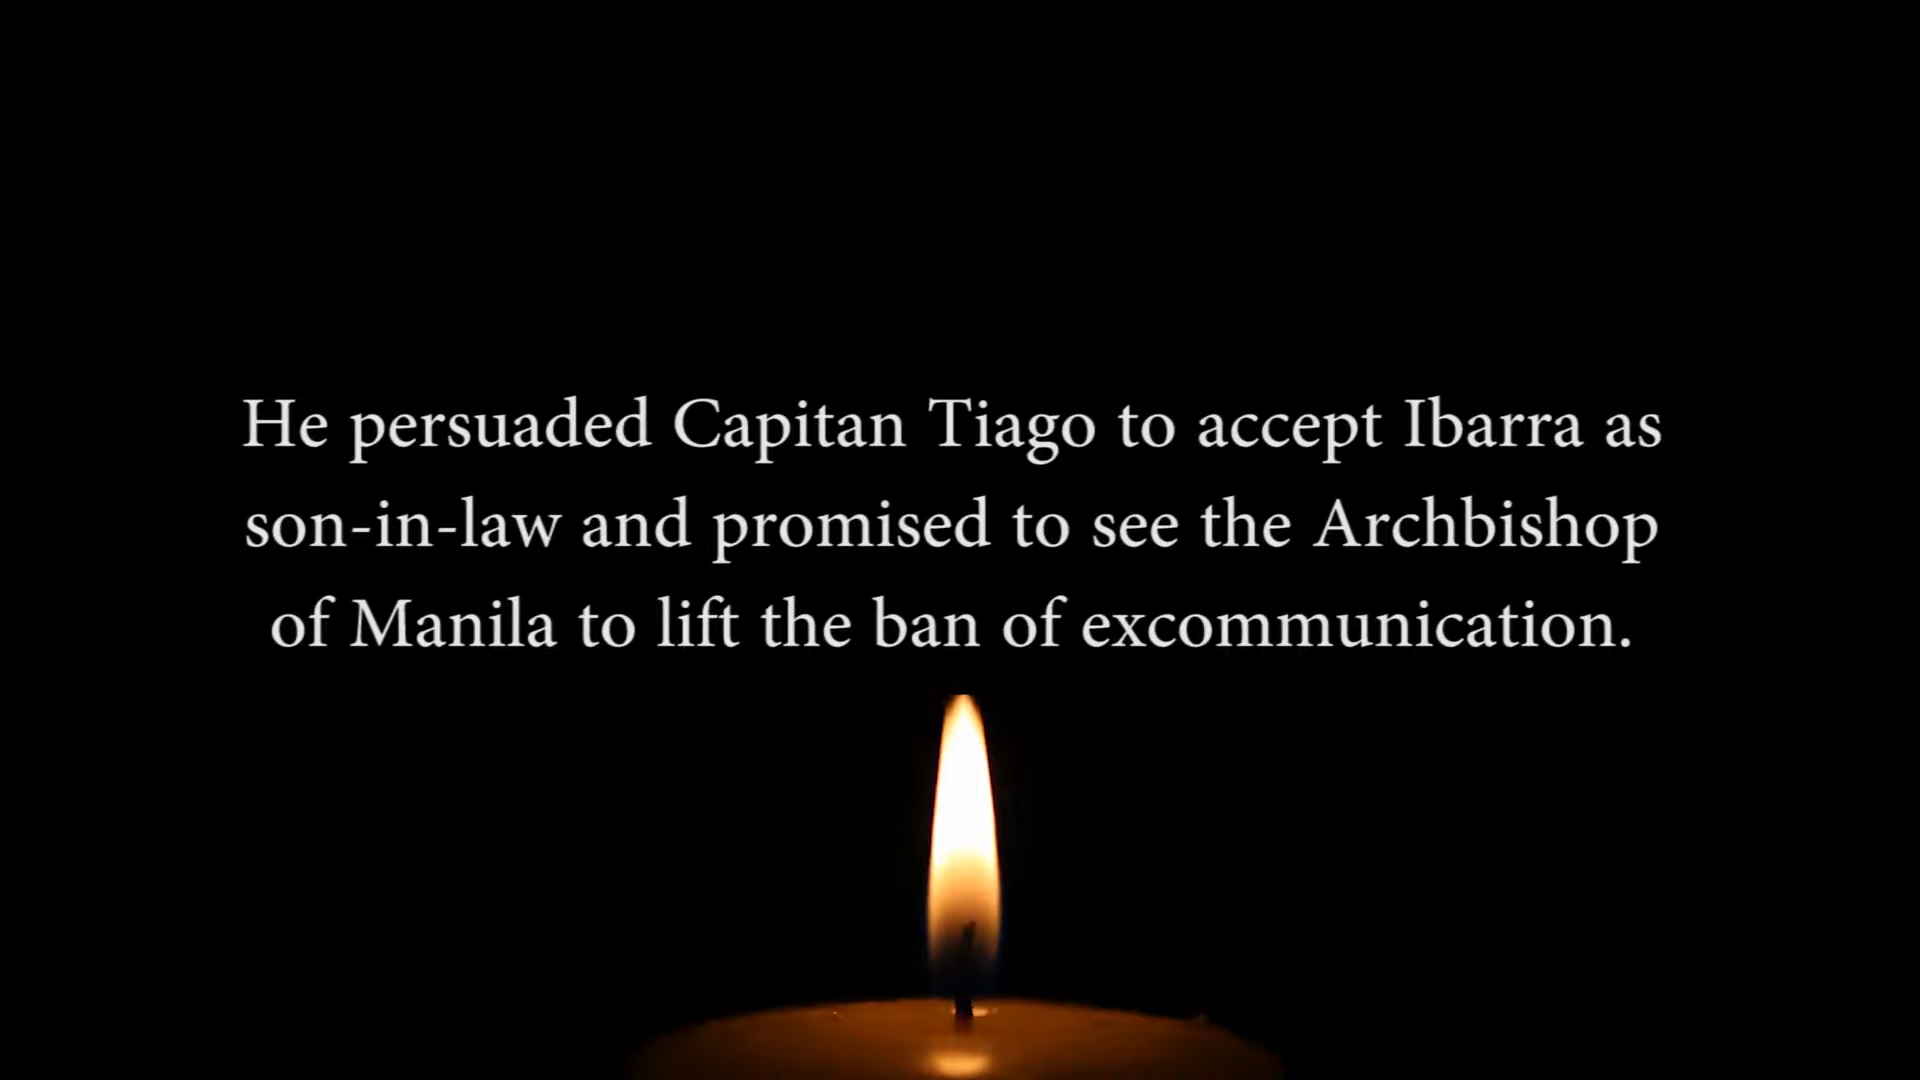 He persuaded Capitan Tiago to accept Ibarra as
son-in-law and promised to see the Archbishop
of Manila to lift the ban of excommunication.